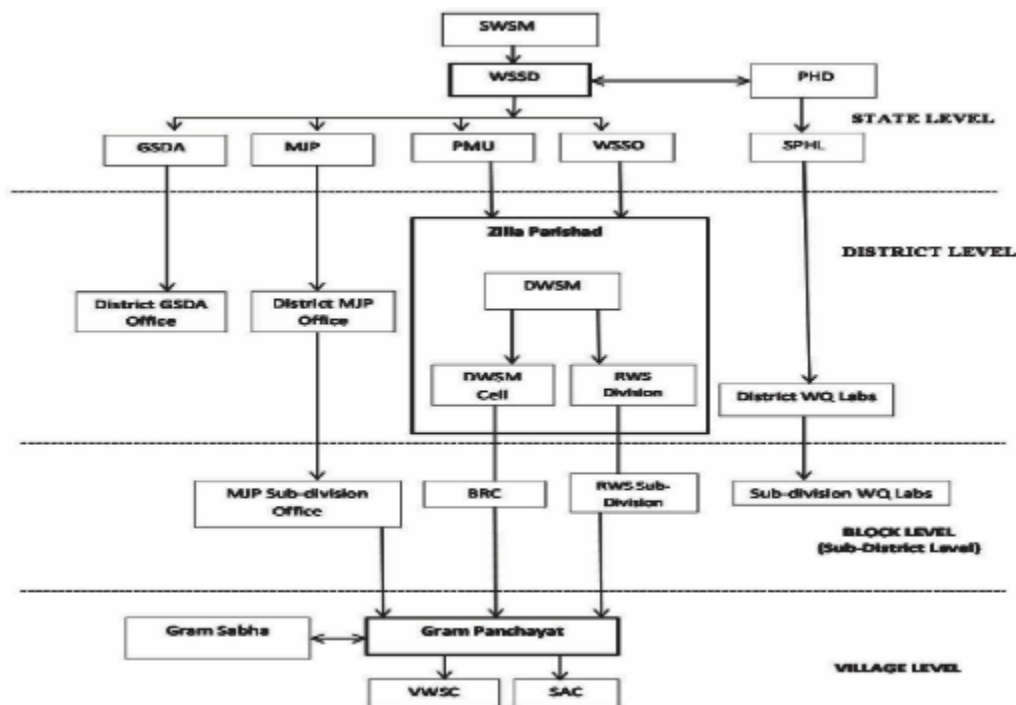 SWSM
WSSD
PHD
STATE LEVEL
GSDA
MJP
PMU
WSSO
SPHL
Zilla Parishad
DISTRICT LEVEL
DWSM
District GSDA
Office
District MJP
Office
DWSM
Cell
RWS
Division
District WQ Labs
MJP Sub-division
Office
BRC
RWS Sub-
Division
Sub-division WQ Labs
BLOCK LEVEL
(Sub-District Level)
Gram Sabha
Gram Panchayat
VILLAGE LEVEL
VWSC
SAC